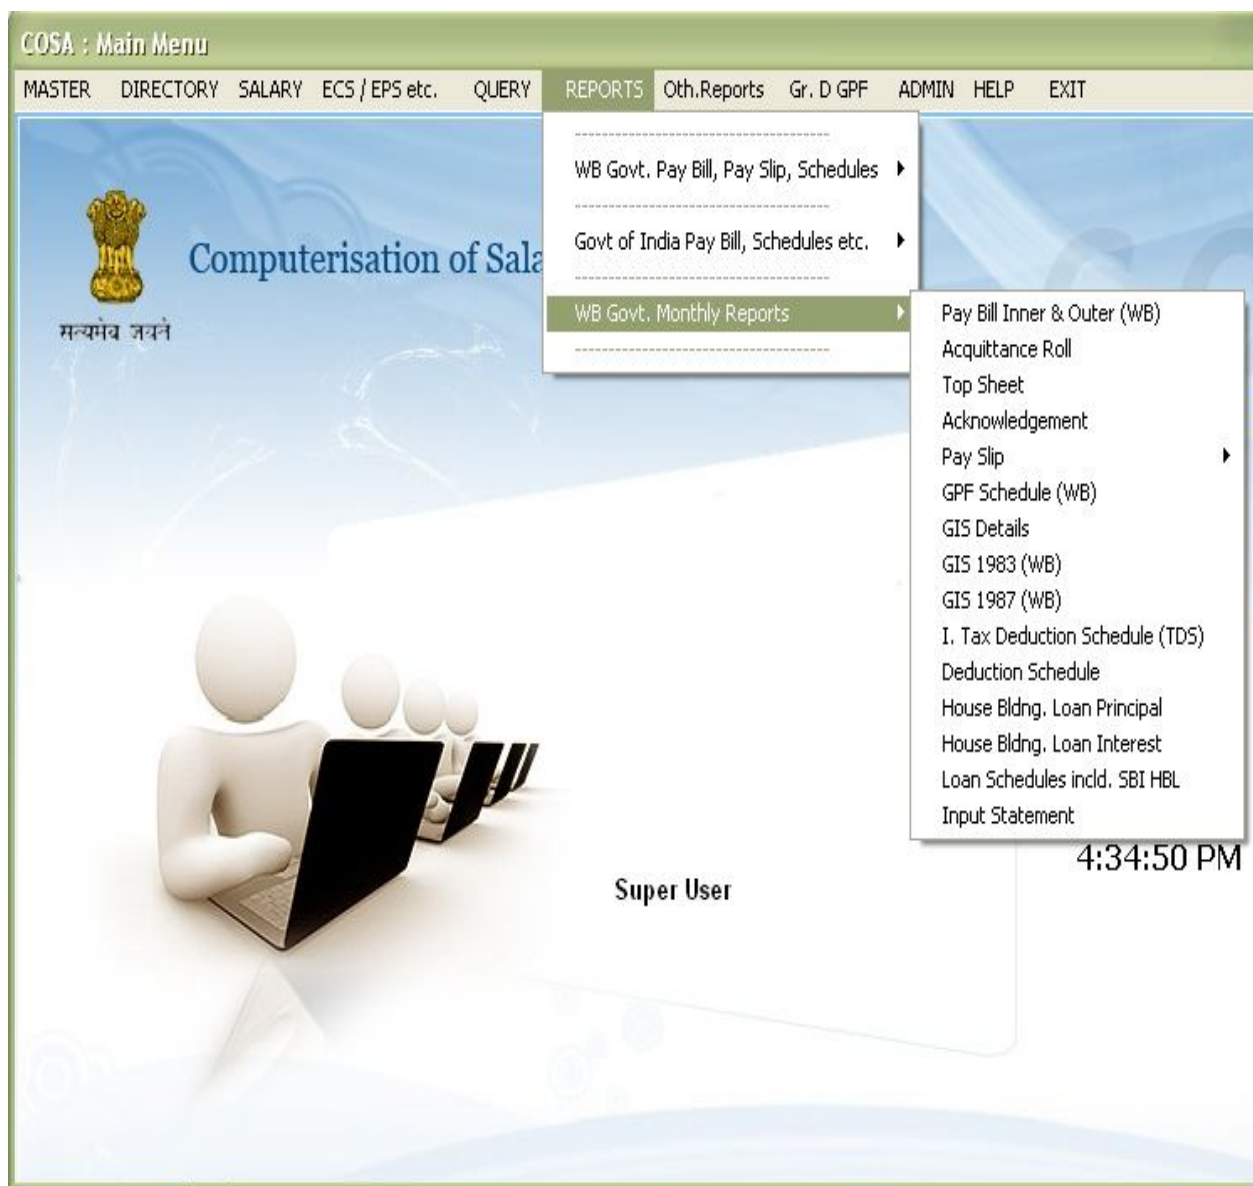 COSA : Main Menu
MASTER DIRECTORY SALARY ECS / EPS etc. QUERY REPORTS Oth.Reports Gr. D GPF ADMIN HELP EXIT
WB Govt. Pay Bill, Pay Slip, Schedules
Govt of India Pay Bill, Schedules etc.
WB Govt. Monthly Reports
Computerisation of Sala
सत्यमेव जयते
Pay Bill Inner & Outer (WB)
Acquittance Roll
Top Sheet
Acknowledgement
Pay Slip
GPF Schedule (WB)
GIS Details
GIS 1983 (WB)
GIS 1987 (WB)
I. Tax Deduction Schedule (TDS)
Deduction Schedule
House Bldng. Loan Principal
House Bldng. Loan Interest
Loan Schedules incld. SBI HBL
Input Statement
4:34:50 PM
Super User